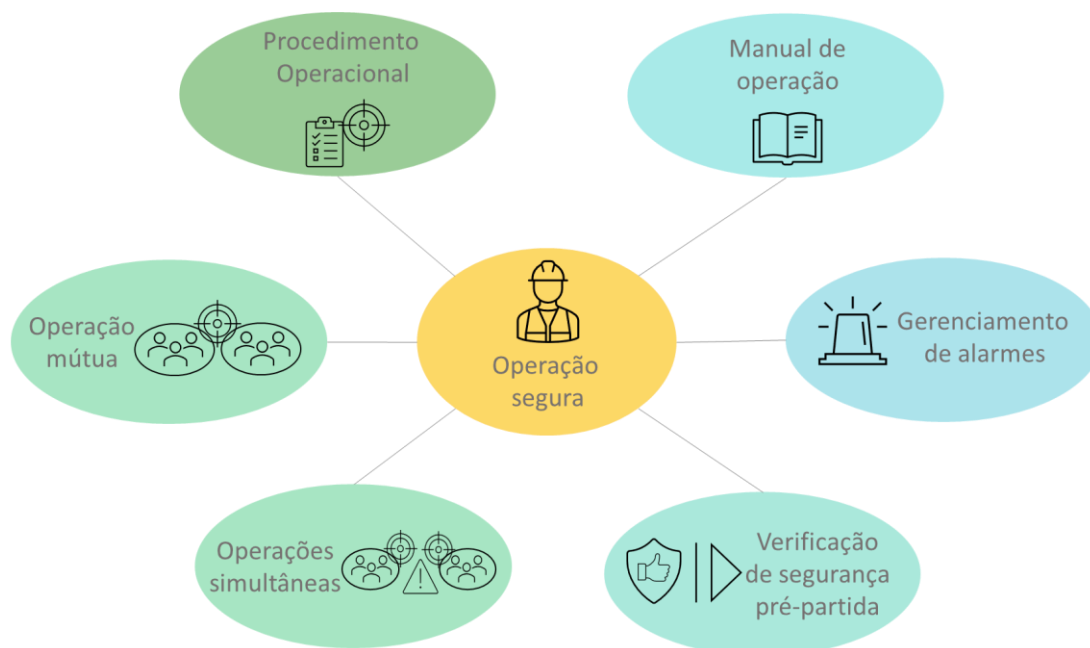 Procedimento
Operacional
Manual de
operação
Operação
mútua
Operação
segura
Gerenciamento
de alarmes
Operações
simultâneas
Verificação
de segurança
pré-partida